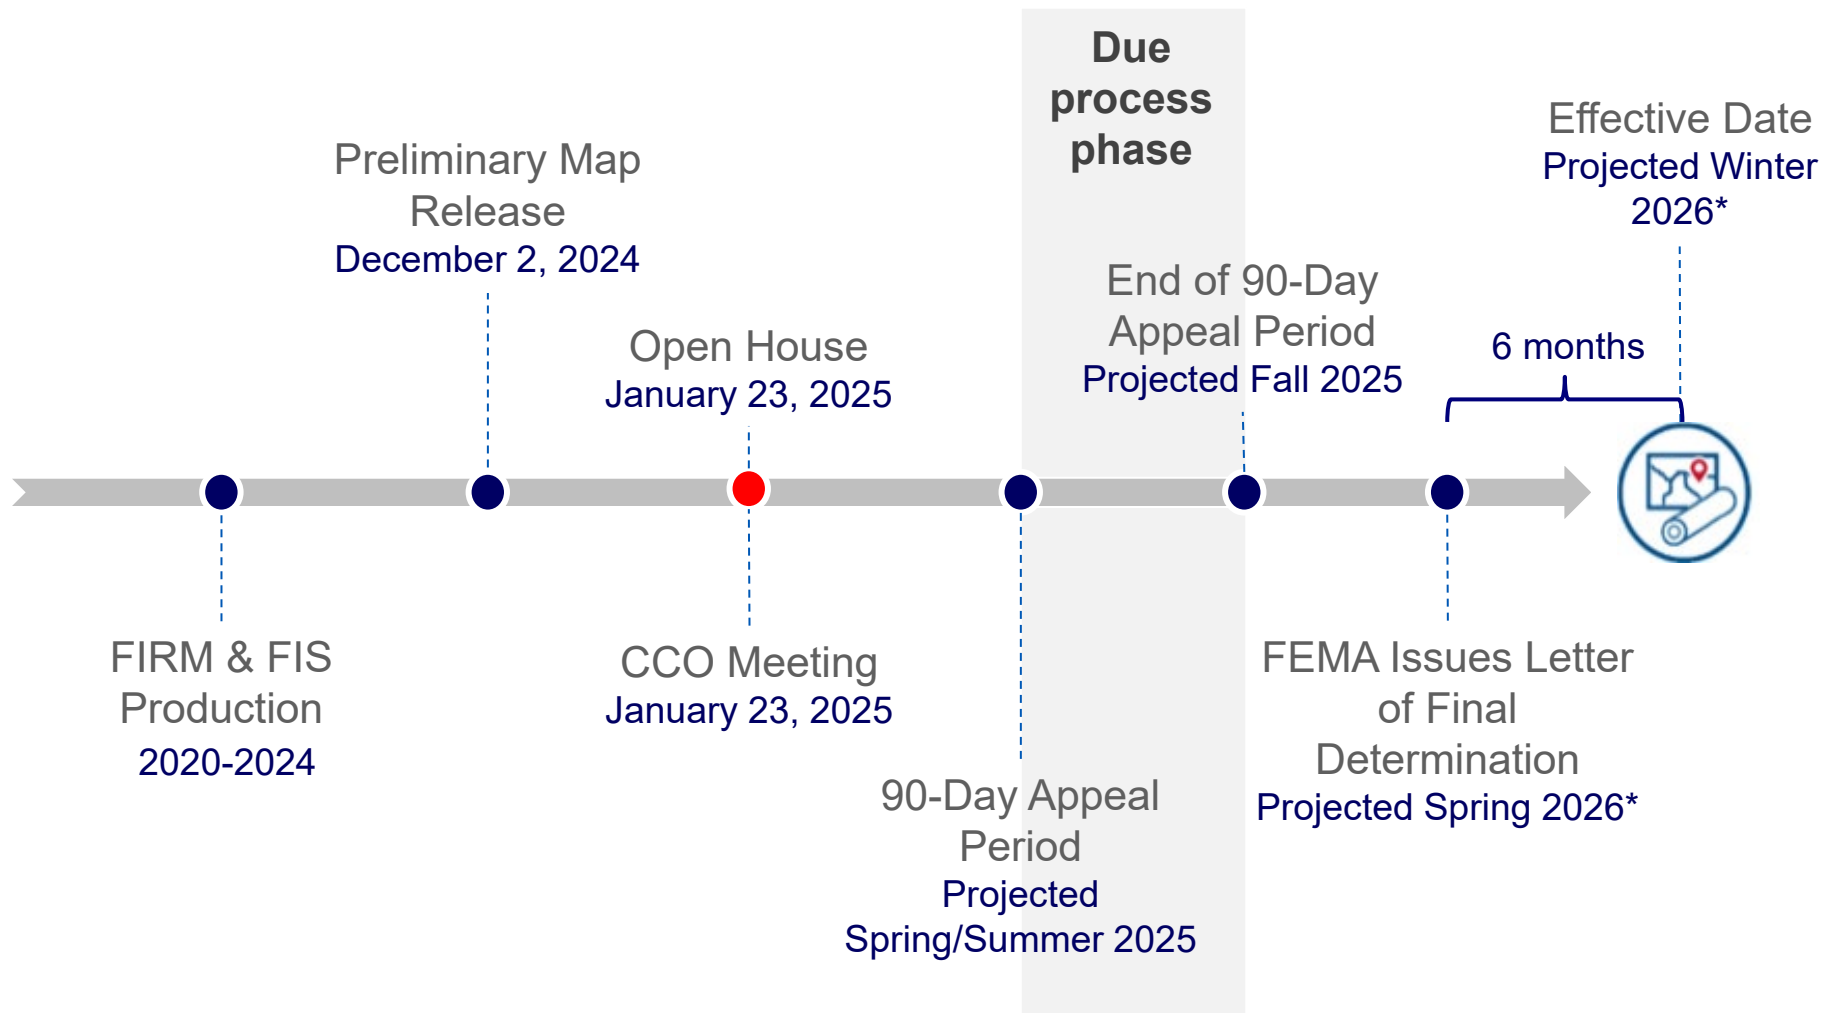 Due
process
phase
Effective Date
Projected Winter
2026*
Preliminary Map
Release
December 2, 2024
End of 90-Day
Appeal Period
Projected Fall 2025
Open House
January 23, 2025
6 months
FIRM & FIS
Production
2020-2024
CCO Meeting
January 23, 2025
FEMA Issues Letter
of Final
Determination
Projected Spring 2026*
90-Day Appeal
Period
Projected
Spring/Summer 2025